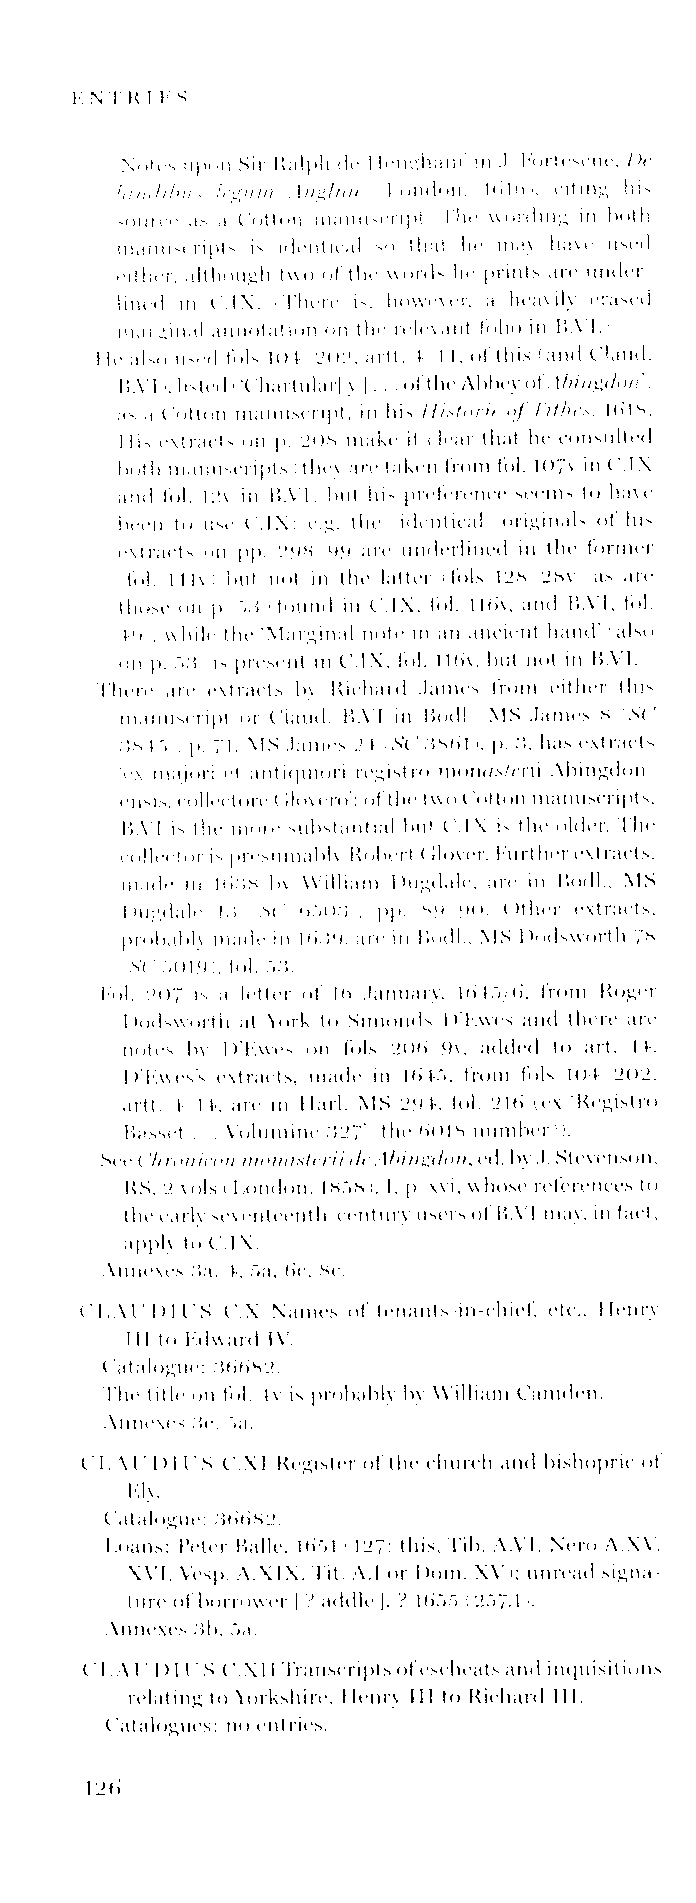 ENTRIES
'Notes upon Sir Ralph de Hengham' in J. Fortescue, De
laudibus legum Angliae (London, 1616), citing his
source as a Cotton manuscript. The wording in both
manuscripts is identical so that he may have used
either, although two of the words he prints are under-
lined in C.IX. (There is, however, a heavily erased
marginal annotation on the relevant folio in B.VI.)
He also used fols 104–202, artt. 4–14, of this (and Claud.
B.VI), listed ('Chartular[y] . . . of the Abbey of Abingdon',
as a Cotton manuscript, in his Historie of Tithes, 1618.
His extracts on p. 208 make it clear that he consulted
both manuscripts (they are taken from fol. 107v in C.IX
and fol. 12v in B.VI, but his preference seems to have
been to use C.IX: e.g. the (identical) originals of his
extracts on pp. 298–99 are underlined in the former
(fol. 114v) but not in the latter (fols 128–28v) as are
those on p. 53 (found in C.IX, fol. 116v, and B.VI, fol.
49), while the 'Marginal note in an ancient hand' (also
on p. 53) is present in C.IX, fol. 116v, but not in B.VI.
There are extracts by Richard James from either this
manuscript or Claud. B.VI in Bodl., MS James 8 (SC
3845), p. 71. MS James 24 (SC 3861), p. 3, has extracts
'ex majori et antiquiori registro monasterii Abingdon-
ensis, collectore Glovero': of the two Cotton manuscripts,
B.VI is the more substantial but C.IX is the older. The
collector is presumably Robert Glover. Further extracts,
made in 1638 by William Dugdale, are in Bodl., MS
Dugdale 13 (SC 6503), pp. 89–90. Other extracts,
probably made in 1639, are in Bodl., MS Dodsworth 78
(SC 5019), fol. 53.
Fol. 207 is a letter of 16 January, 1645/6, from Roger
Dodsworth at York to Simonds D'Ewes and there are
notes by D'Ewes on fols 206–9v, added to art. 14.
D'Ewes's extracts, made in 1645, from fols 104–202,
artt. 4–14, are in Harl. MS 294, fol. 216 (ex 'Registro
Basset . . . Volumine 327' (the 6018 number?).
See Chronicon monasterii de Abingdon, ed. by J. Stevenson,
RS, 2 vols (London, 1858), I, p. xvi, whose references to
the early seventeenth-century users of B.VI may, in fact,
apply to C.IX.
Annexes 3a, 4, 5a, 6c, 8c.
CLAUDIUS C.X Names of tenants-in-chief, etc., Henry
III to Edward IV.
Catalogue: 36682.
The title on fol. 4v is probably by William Camden.
Annexes 3e, 5a.
CLAUDIUS C.XI Register of the church and bishopric of
Ely.
Catalogue: 36682.
Loans: Peter Balle, 1651 (127: this, Tib. A.VI, Nero A.XV,
XVI, Vesp. A.XIX, Tit. A.I or Dom. XV); unread signa-
ture of borrower [?addle], ?1655 (257.1).
Annexes 3b, 5a.
CLAUDIUS C.XII Transcripts of escheats and inquisitions
relating to Yorkshire, Henry III to Richard III.
Catalogues: no entries.
126